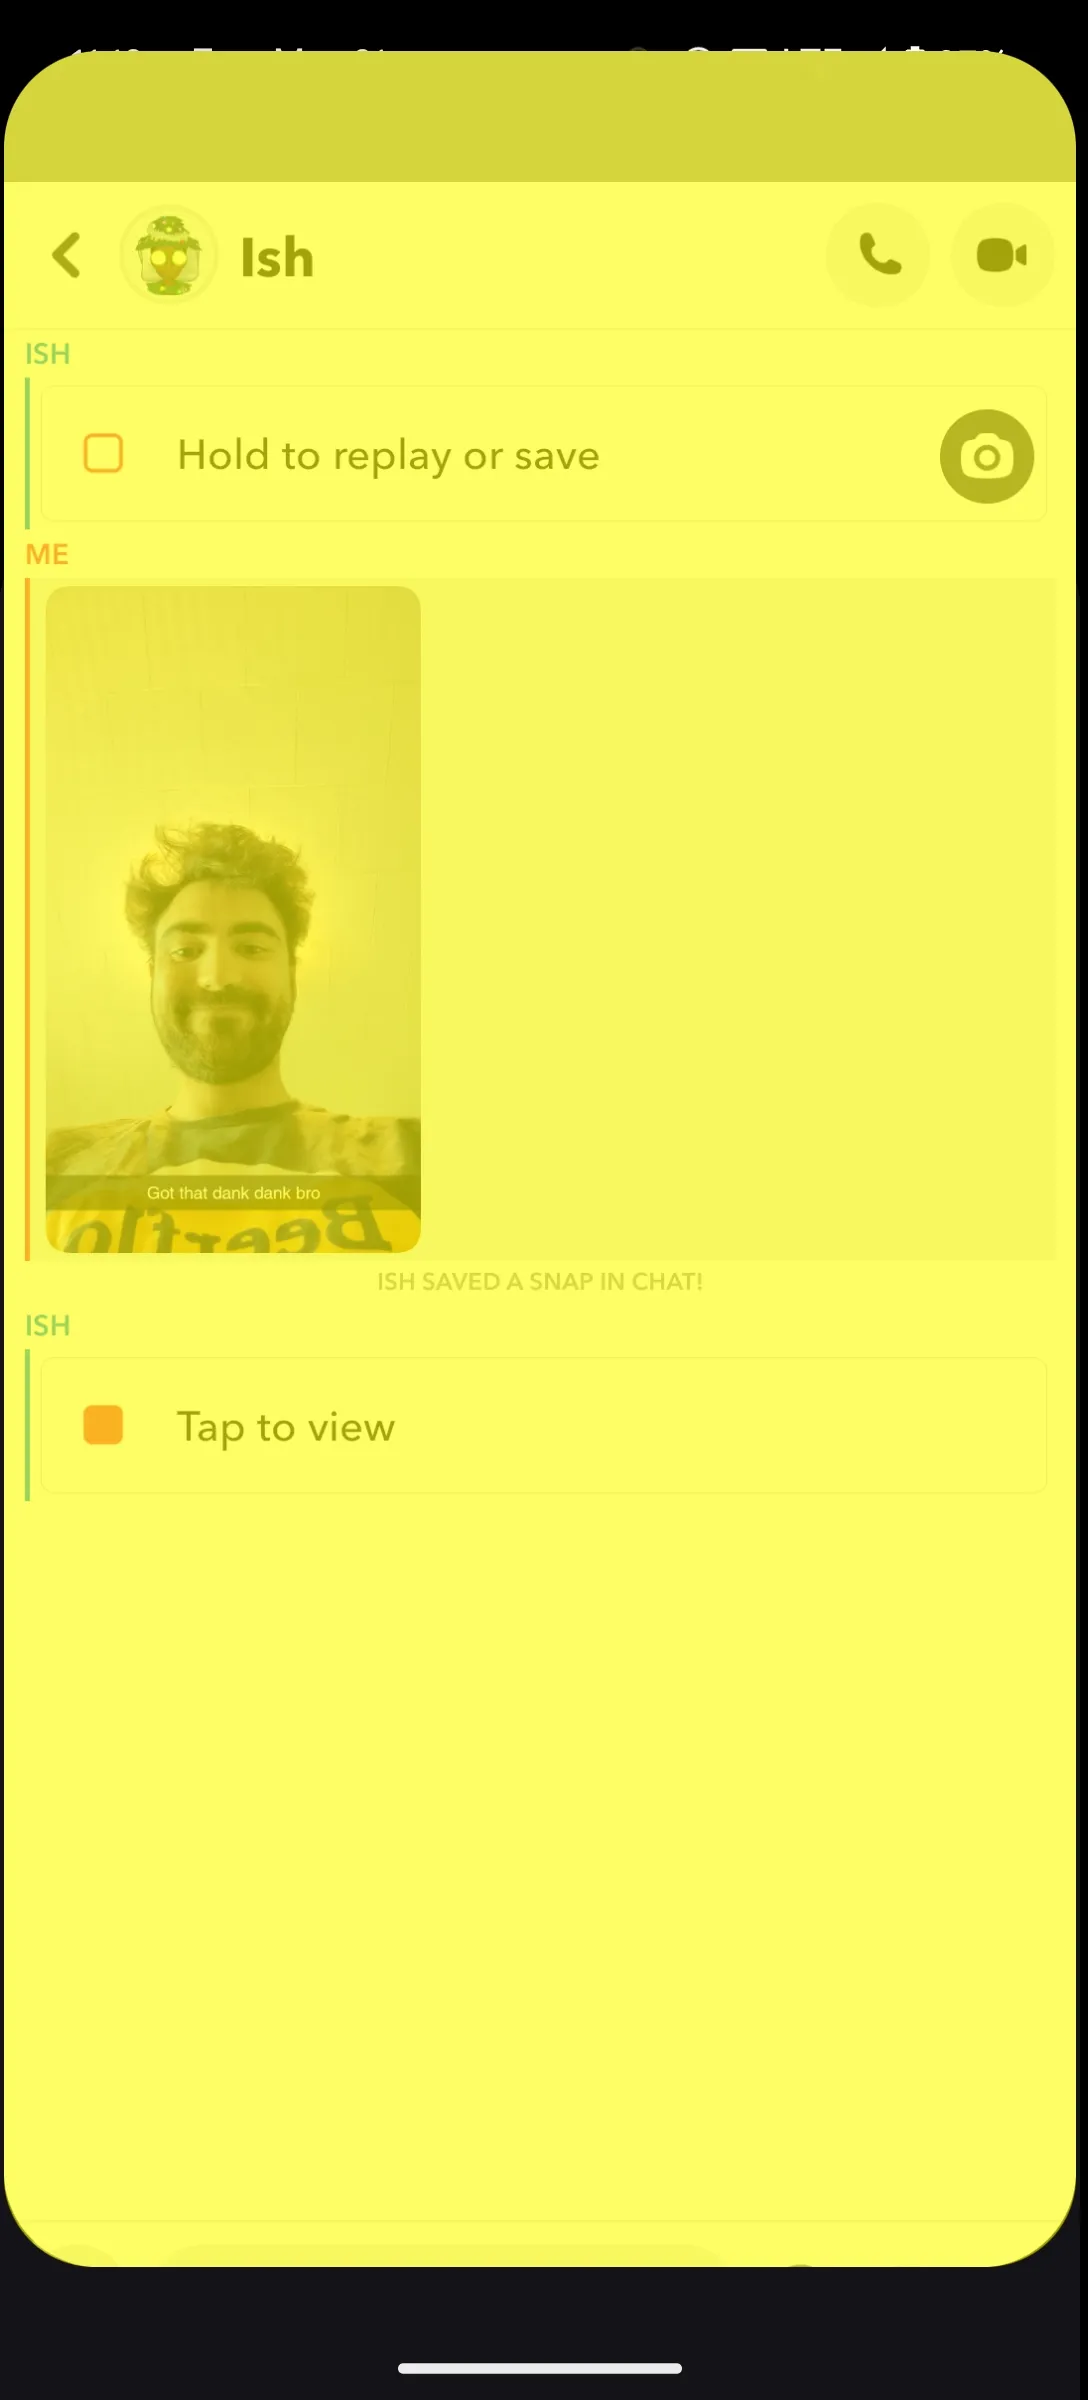 Ish
ISH
Hold to replay or save
ME
Got that dank dank bro
ISH SAVED A SNAP IN CHAT!
ISH
Tap to view